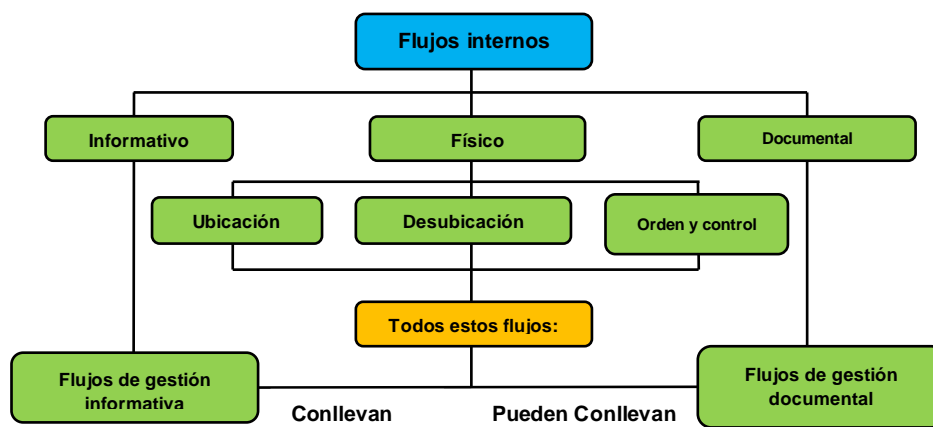 Flujos internos
Informativo
Físico
Documental
Ubicación
Desubicación
Orden y control
Todos estos flujos:
Flujos de gestión
informativa
Flujos de gestión
documental
Conllevan
Pueden Conllevan